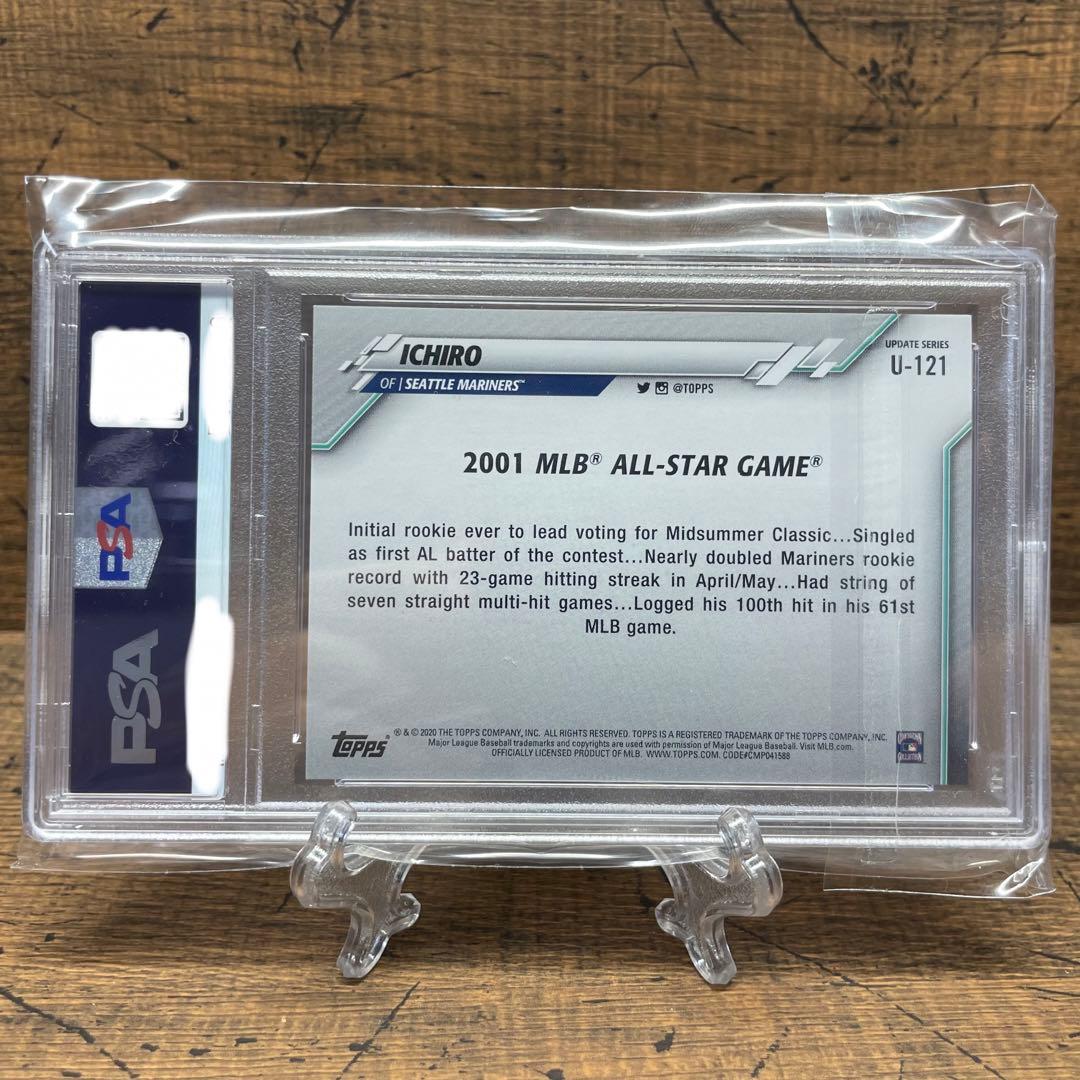 ICHIRO
OF | SEATTLE MARINERS™
@TOPPS
UPDATE SERIES
U-121
2001 MLB® ALL-STAR GAME®
Initial rookie ever to lead voting for Midsummer Classic...Singled
as first AL batter of the contest...Nearly doubled Mariners rookie
record with 23-game hitting streak in April/May...Had string of
seven straight multi-hit games...Logged his 100th hit in his 61st
MLB game.
topps®
® & © 2020 THE TOPPS COMPANY, INC. ALL RIGHTS RESERVED. TOPPS IS A REGISTERED TRADEMARK OF THE TOPPS COMPANY, INC.
Major League Baseball trademarks and copyrights are used with permission of Major League Baseball. Visit MLB.com.
OFFICIALLY LICENSED PRODUCT OF MLB. WWW.TOPPS.COM. CODE#CMP041588
PSA
PSA